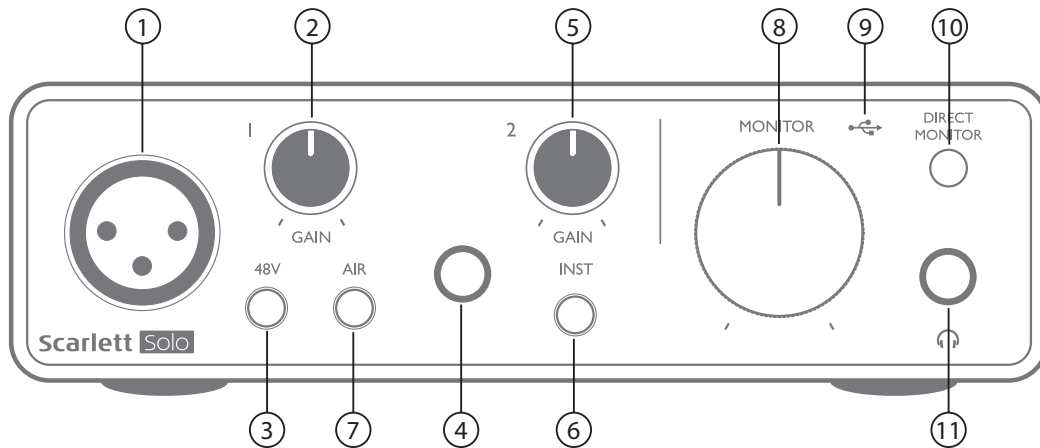 1 2 5 8 9 10
1 2 MONITOR DIRECT
MONITOR
GAIN GAIN
48V AIR INST
Scarlett Solo
3 7 4 6 11